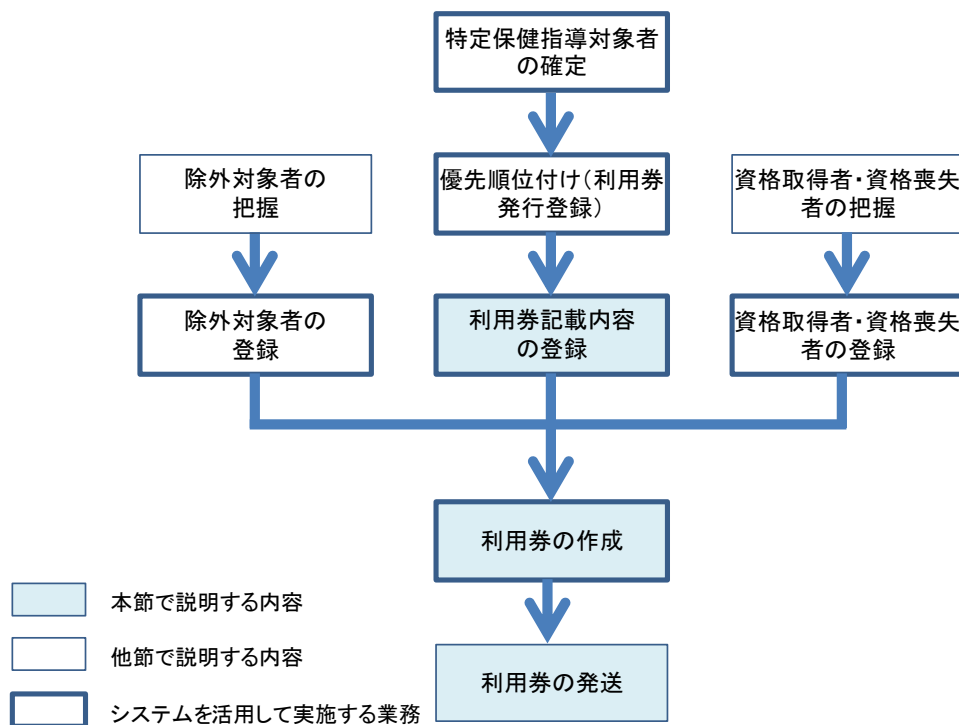 特定保健指導対象者
の確定
除外対象者の
把握
優先順位付け(利用券
発行登録)
資格取得者・資格喪失
者の把握
除外対象者の
登録
利用券記載内容
の登録
資格取得者・資格喪失
者の登録
利用券の作成
利用券の発送
本節で説明する内容
他節で説明する内容
システムを活用して実施する業務